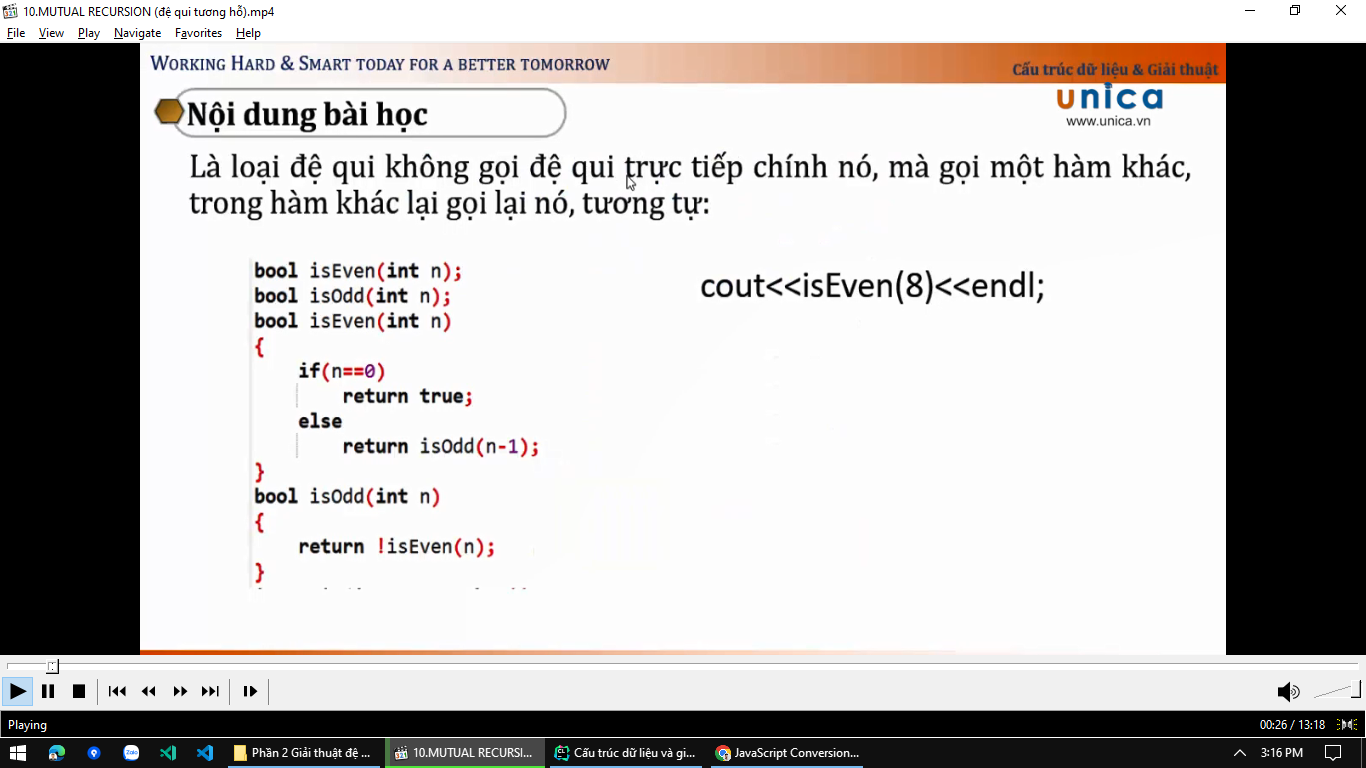 10.MUTUAL RECURSION (đệ qui tương hỗ).mp4
File View Play Navigate Favorites Help
WORKING HARD & SMART TODAY FOR A BETTER TOMORROW
Cấu trúc dữ liệu & Giải thuật
unica
www.unica.vn
Nội dung bài học
Là loại đệ qui không gọi đệ qui trực tiếp chính nó, mà gọi một hàm khác,
trong hàm khác lại gọi lại nó, tương tự:
bool isEven(int n);
bool isOdd(int n);
bool isEven(int n)
{
if(n==0)
return true;
else
return isOdd(n-1);
}
bool isOdd(int n)
{
return !isEven(n);
}
cout<<isEven(8)<<endl;
Playing
00:26 / 13:18
Phần 2 Giải thuật đệ ...
10.MUTUAL RECURSI...
Cấu trúc dữ liệu và gi...
JavaScript Conversion...
3:16 PM